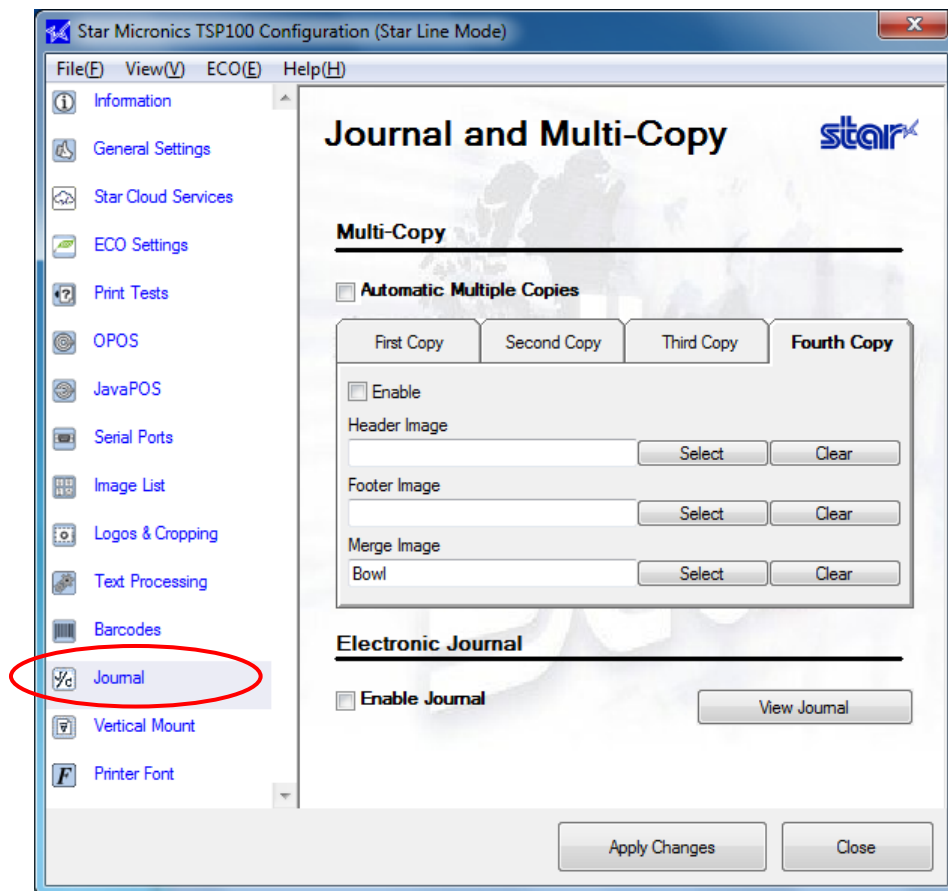 Star Micronics TSP100 Configuration (Star Line Mode)
x
File(F) View(V) ECO(E) Help(H)
Information
General Settings
Star Cloud Services
ECO Settings
Print Tests
OPOS
JavaPOS
Serial Ports
Image List
Logos & Cropping
Text Processing
Barcodes
Journal
Vertical Mount
F Printer Font
Journal and Multi-Copy
star
Multi-Copy
Automatic Multiple Copies
First Copy Second Copy Third Copy Fourth Copy
Enable
Header Image
Select Clear
Footer Image
Select Clear
Merge Image
Bowl Select Clear
Electronic Journal
Enable Journal View Journal
Apply Changes Close